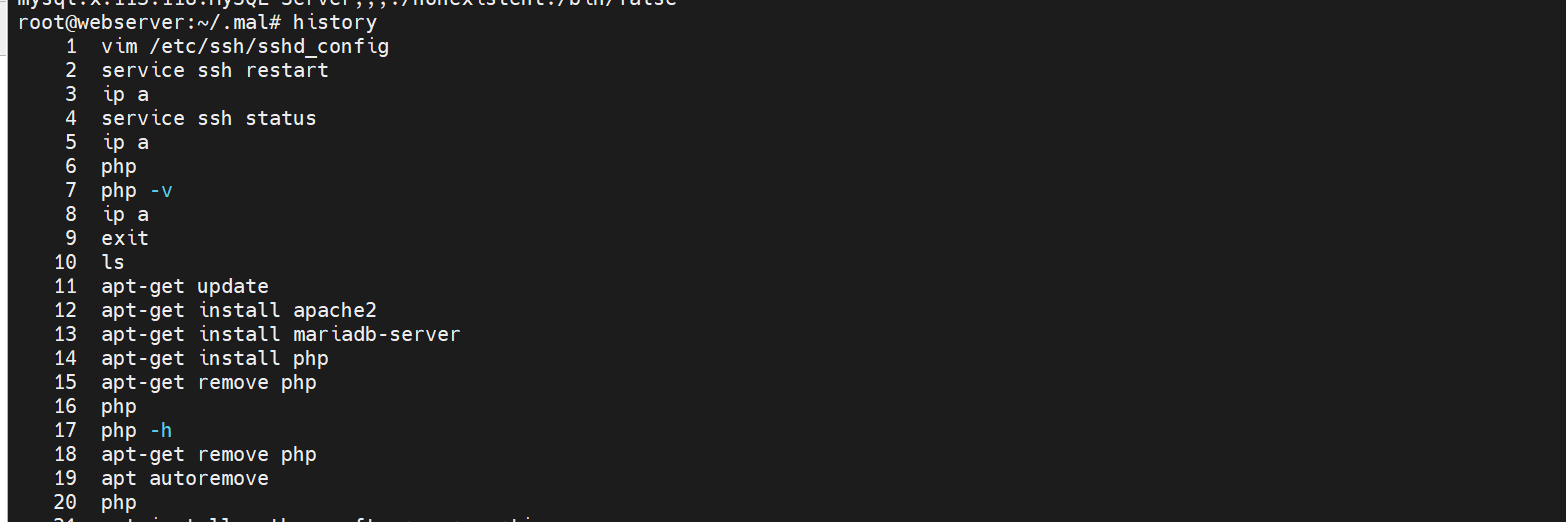 mysql:x:115:118:MySQL Server,,,:/nonexistent:/bin/false
root@webserver:~/.mal# history
1 vim /etc/ssh/sshd_config
2 service ssh restart
3 ip a
4 service ssh status
5 ip a
6 php
7 php -v
8 ip a
9 exit
10 ls
11 apt-get update
12 apt-get install apache2
13 apt-get install mariadb-server
14 apt-get install php
15 apt-get remove php
16 php
17 php -h
18 apt-get remove php
19 apt autoremove
20 php
21